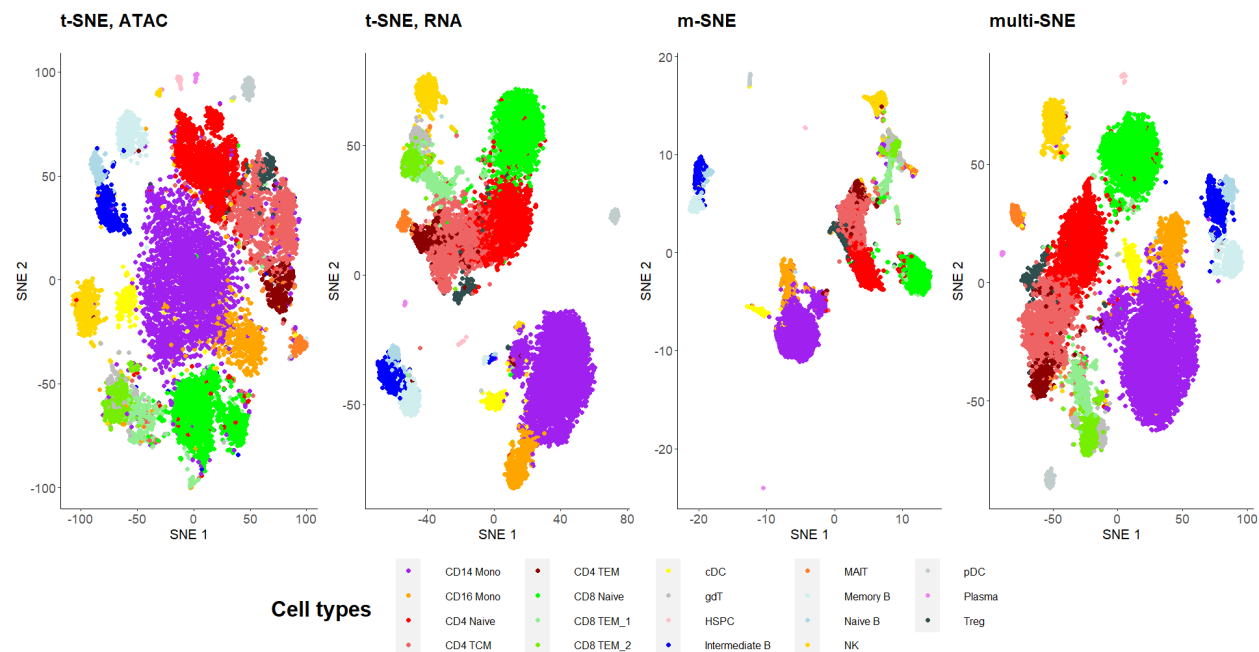 t-SNE, ATAC
t-SNE, RNA
m-SNE
multi-SNE
100
50
0
-50
-100
SNE 2
-100
-50
0
50
100
SNE 1
50
0
-50
SNE 2
-40
0
40
80
SNE 1
20
10
0
-10
-20
SNE 2
-20
-10
0
10
SNE 1
50
0
-50
SNE 2
-50
0
50
100
SNE 1
Cell types
CD14 Mono
CD16 Mono
CD4 Naive
CD4 TCM
CD4 TEM
CD8 Naive
CD8 TEM_1
CD8 TEM_2
cDC
gdT
HSPC
Intermediate B
MAIT
Memory B
Naive B
NK
pDC
Plasma
Treg